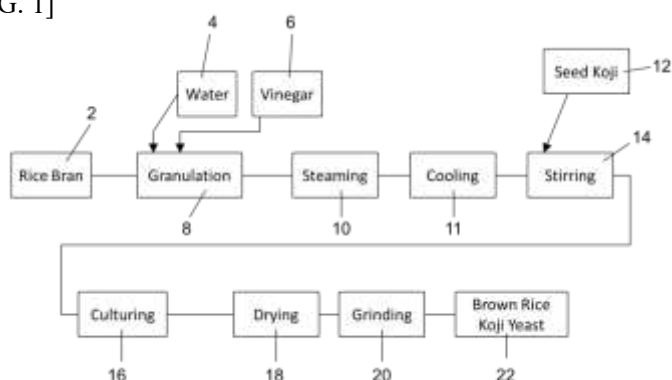 G. 1]
4
6
12
Water
Vinegar
Seed Koji
2
14
Rice Bran
Granulation
Steaming
Cooling
Stirring
8
10
11
Culturing
Drying
Grinding
Brown Rice
Koji Yeast
16
18
20
22